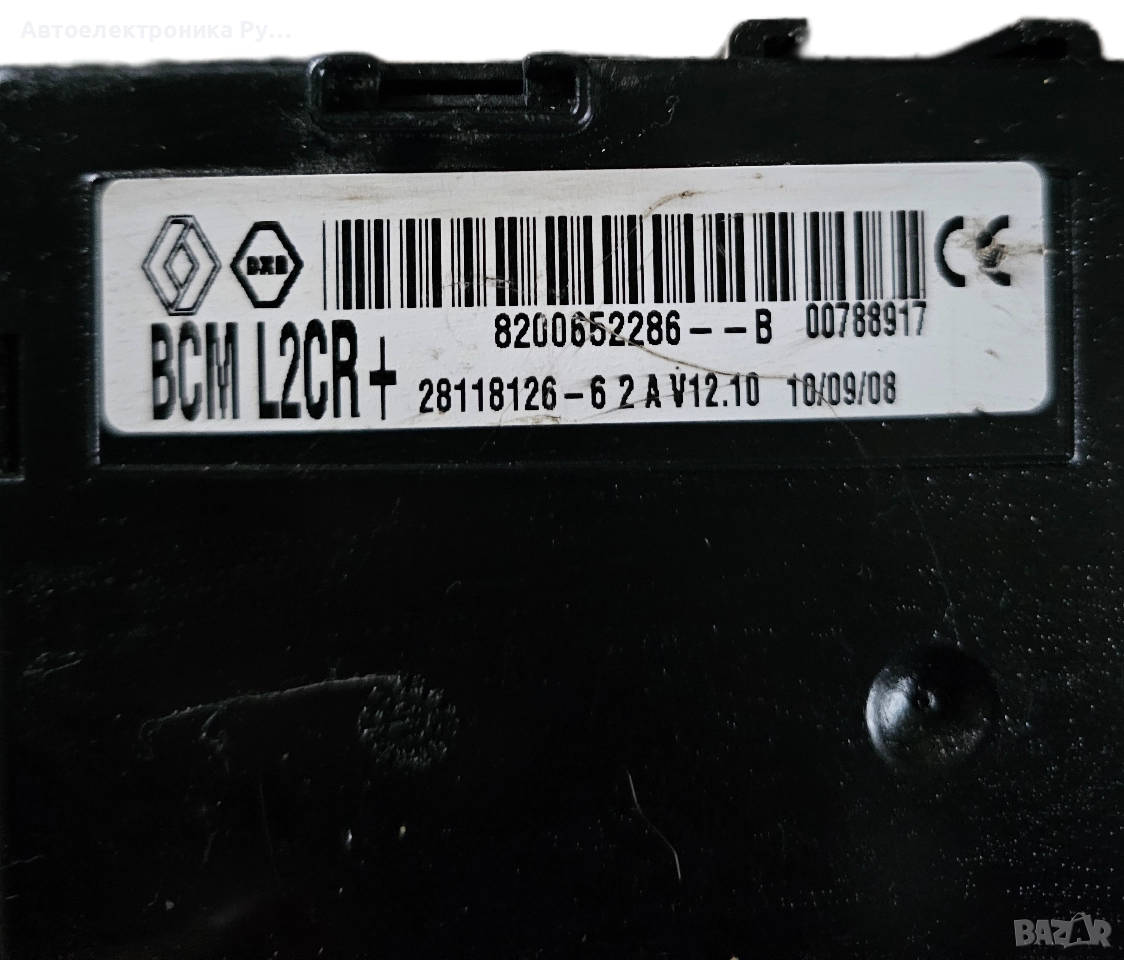 Автоелектроника Ру...
8200652286--B 00788917
BCM L2CR+
28118126-6 2 A V12.10 10/09/08
BAZAR